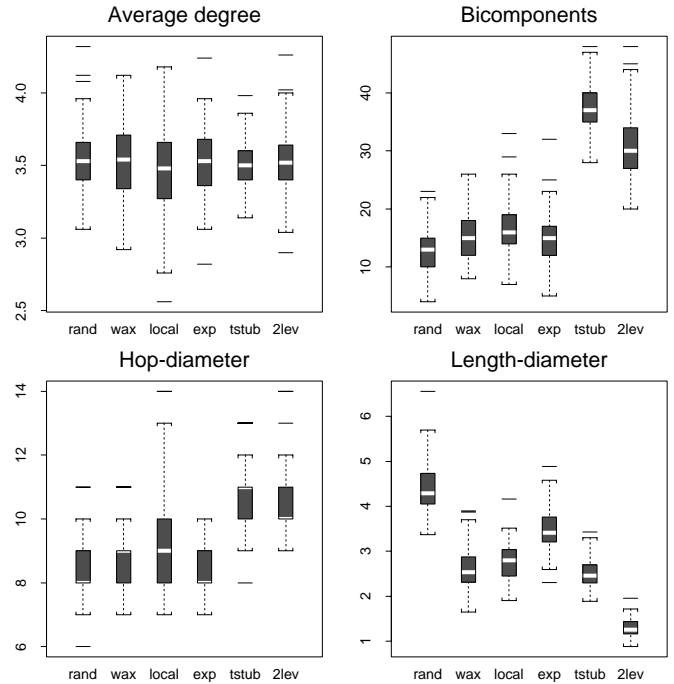 Average degree
4.0
3.5
3.0
2.5
rand wax local exp tstub 2lev
Bicomponents
40
30
20
10
rand wax local exp tstub 2lev
Hop-diameter
14
12
10
8
6
rand wax local exp tstub 2lev
Length-diameter
6
5
4
3
2
1
rand wax local exp tstub 2lev